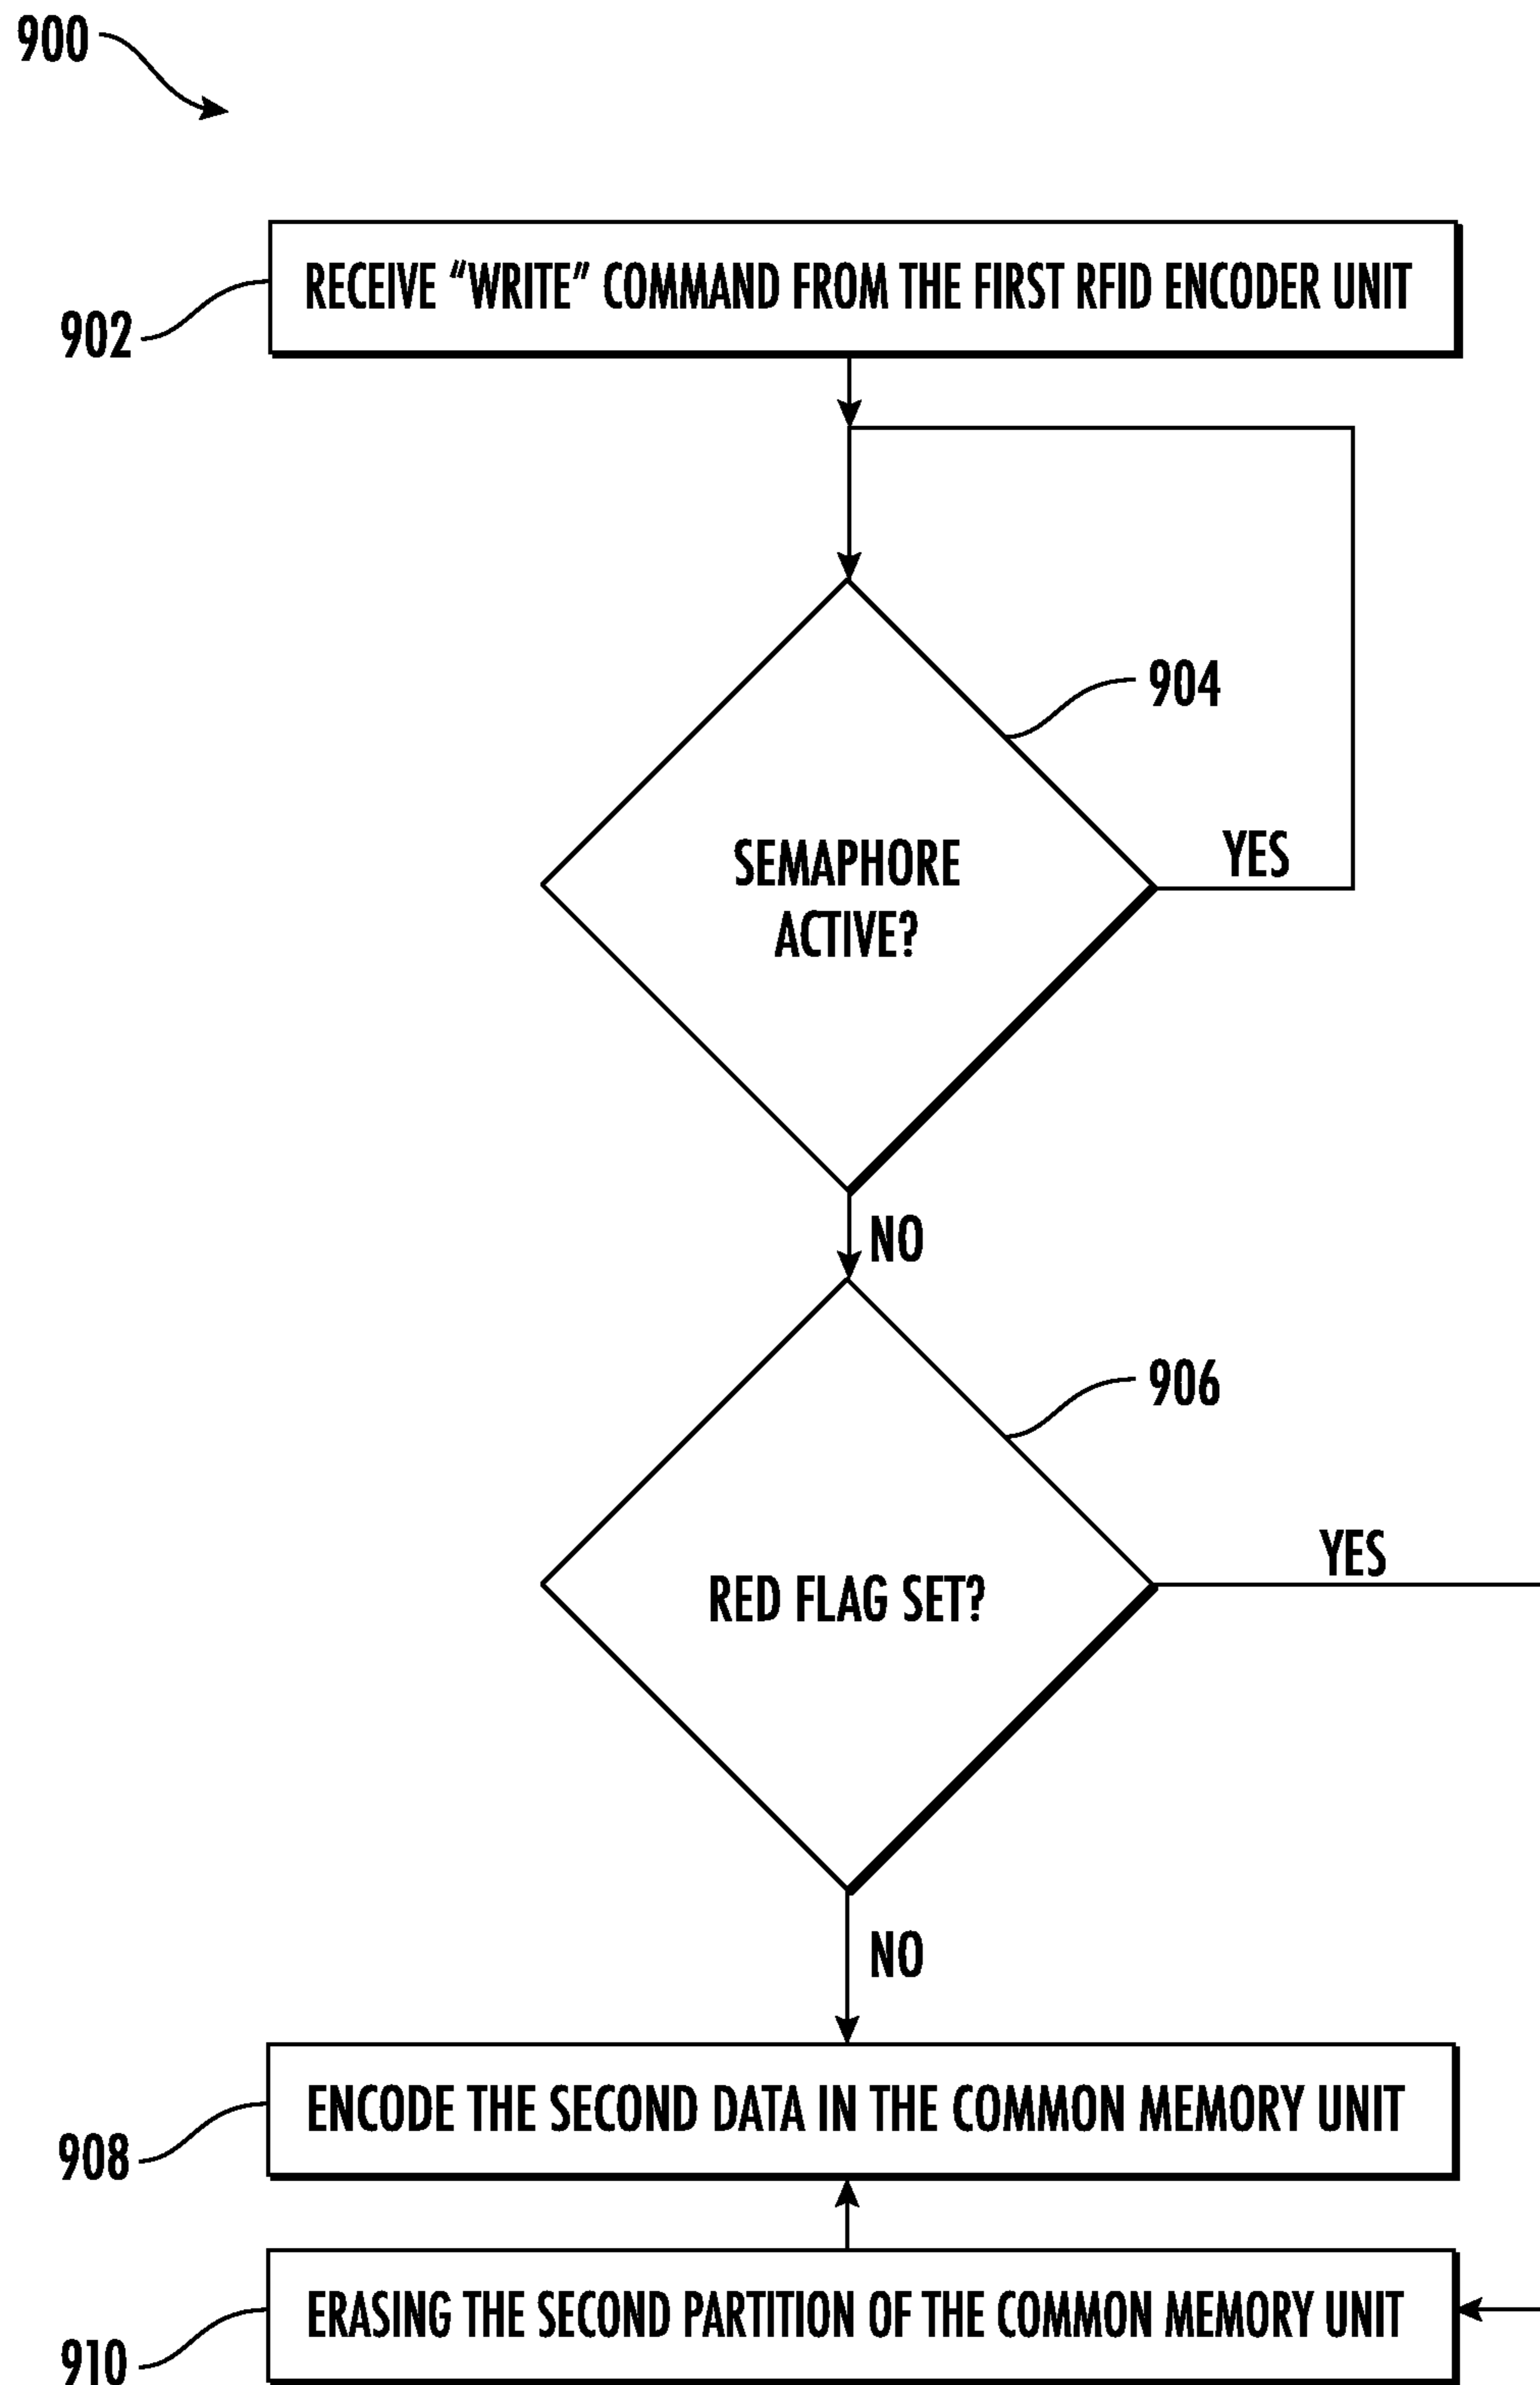 900
RECEIVE “WRITE” COMMAND FROM THE FIRST RFID ENCODER UNIT
902
904
SEMAPHORE
ACTIVE?
YES
NO
906
RED FLAG SET?
YES
NO
ENCODE THE SECOND DATA IN THE COMMON MEMORY UNIT
908
ERASING THE SECOND PARTITION OF THE COMMON MEMORY UNIT
910